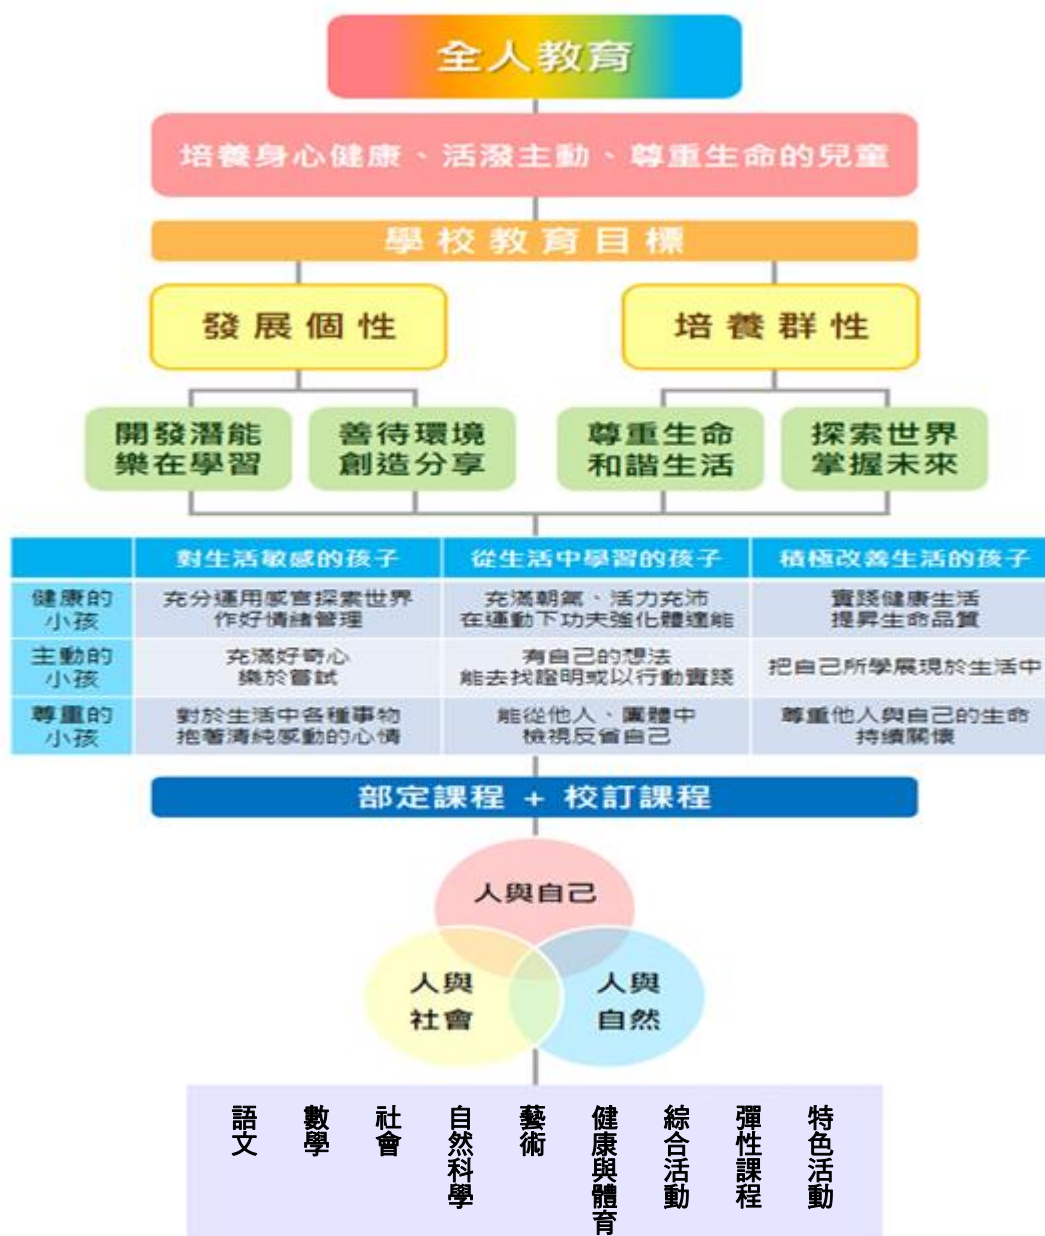 全人教育
培養身心健康、活潑主動、尊重生命的兒童
學校教育目標
發展個性
培養群性
開發潛能
樂在學習
善待環境
創造分享
尊重生命
和諧生活
探索世界
掌握未來
對生活敏感的孩子
從生活中學習的孩子
積極改善生活的孩子
健康的
小孩
充分運用感官探索世界
作好情緒管理
充滿朝氣、活力充沛
在運動下功夫強化體適能
實踐健康生活
提昇生命品質
主動的
小孩
充滿好奇心
樂於嘗試
有自己的想法
能去找證明或以行動實踐
把自己所學展現於生活中
尊重的
小孩
對於生活中各種事物
抱著清純感動的心情
能從他人、團體中
檢視反省自己
尊重他人與自己的生命
持續關懷
部定課程 + 校訂課程
人與自己
人與
社會
人與
自然
語文
數學
社會
自然科學
藝術
健康與體育
綜合活動
彈性課程
特色活動